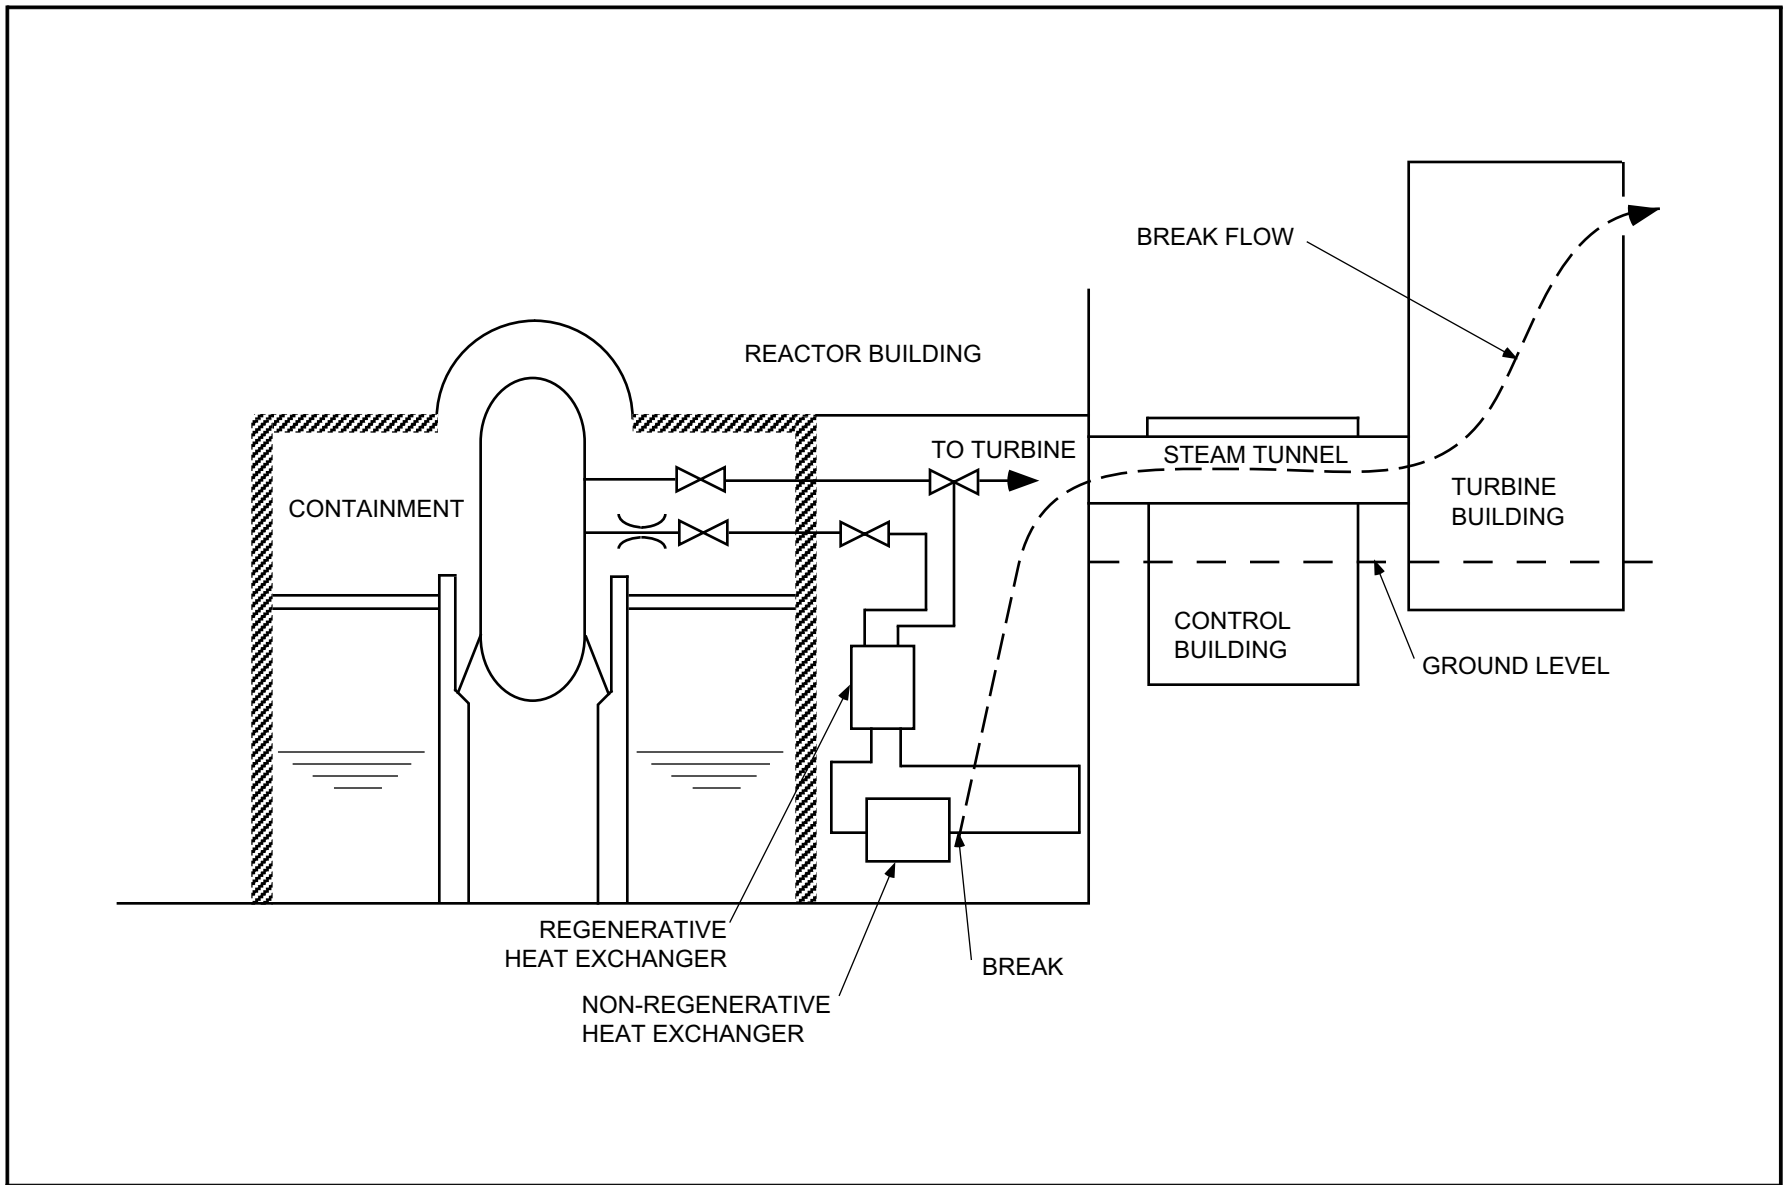 BREAK FLOW
REACTOR BUILDING
TO TURBINE
STEAM TUNNEL
CONTAINMENT
TURBINE
BUILDING
CONTROL
BUILDING
GROUND LEVEL
REGENERATIVE
HEAT EXCHANGER
BREAK
NON-REGENERATIVE
HEAT EXCHANGER